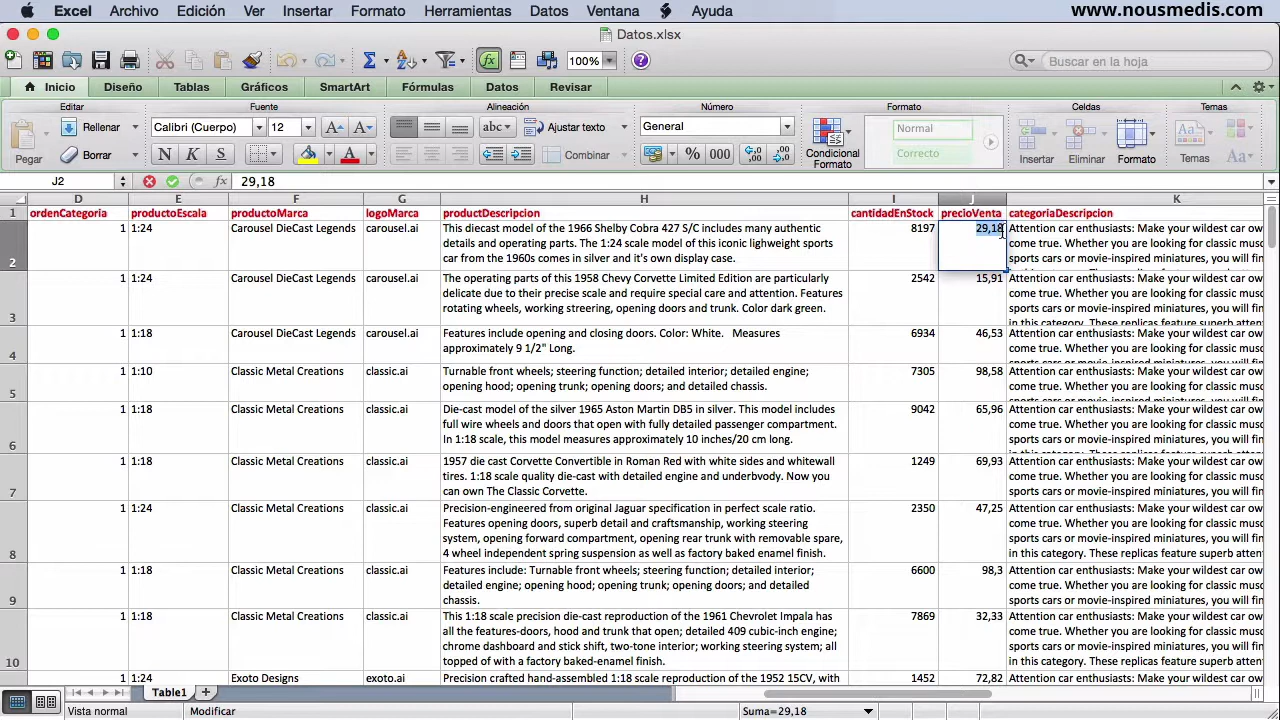 Excel Archivo Edición Ver Insertar Formato Herramientas Datos Ventana Ayuda www.nousmedis.com
Datos.xlsx
100% Buscar en la hoja
Inicio Diseño Tablas Gráficos SmartArt Fórmulas Datos Revisar
Editar Fuente Alineación Número Formato Celdas Temas
Pegar Rellenar Calibri (Cuerpo) 12 abc Ajustar texto General Condicional Formato Normal Insertar Eliminar Formato Temas Aa
Borrar N K S A Combinar % 000 Correcto
J2 fx 29,18
D E F G H I J K
1 ordenCategoria productoEscala productoMarca logoMarca productDescripcion cantidadEnStock precioVenta categoriaDescripcion
2 1 1:24 Carousel DieCast Legends carousel.ai This diecast model of the 1966 Shelby Cobra 427 S/C includes many authentic 8197 29,18 Attention car enthusiasts: Make your wildest car ow
details and operating parts. The 1:24 scale model of this iconic lighweight sports come true. Whether you are looking for classic musc
car from the 1960s comes in silver and it's own display case. sports cars or movie-inspired miniatures, you will fin
3 1 1:24 Carousel DieCast Legends carousel.ai The operating parts of this 1958 Chevy Corvette Limited Edition are particularly 2542 15,91 Attention car enthusiasts: Make your wildest car ow
delicate due to their precise scale and require special care and attention. Features come true. Whether you are looking for classic musc
rotating wheels, working streering, opening doors and trunk. Color dark green. sports cars or movie-inspired miniatures, you will fin
in this category. These replicas feature superb atten
4 1 1:18 Carousel DieCast Legends carousel.ai Features include opening and closing doors. Color: White. Measures 6934 46,53 Attention car enthusiasts: Make your wildest car ow
approximately 9 1/2" Long. come true. Whether you are looking for classic musc
sports cars or movie-inspired miniatures, you will fin
5 1 1:10 Classic Metal Creations classic.ai Turnable front wheels; steering function; detailed interior; detailed engine; 7305 98,58 Attention car enthusiasts: Make your wildest car ow
opening hood; opening trunk; opening doors; and detailed chassis. come true. Whether you are looking for classic musc
sports cars or movie-inspired miniatures, you will fin
6 1 1:18 Classic Metal Creations classic.ai Die-cast model of the silver 1965 Aston Martin DB5 in silver. This model includes 9042 65,96 Attention car enthusiasts: Make your wildest car ow
full wire wheels and doors that open with fully detailed passenger compartment. come true. Whether you are looking for classic musc
In 1:18 scale, this model measures approximately 10 inches/20 cm long. sports cars or movie-inspired miniatures, you will fin
7 1 1:18 Classic Metal Creations classic.ai 1957 die cast Corvette Convertible in Roman Red with white sides and whitewall 1249 69,93 Attention car enthusiasts: Make your wildest car ow
tires. 1:18 scale quality die-cast with detailed engine and underbvody. Now you come true. Whether you are looking for classic musc
can own The Classic Corvette. sports cars or movie-inspired miniatures, you will fin
8 1 1:24 Classic Metal Creations classic.ai Precision-engineered from original Jaguar specification in perfect scale ratio. 2350 47,25 Attention car enthusiasts: Make your wildest car ow
Features opening doors, superb detail and craftsmanship, working steering come true. Whether you are looking for classic musc
system, opening forward compartment, opening rear trunk with removable spare, sports cars or movie-inspired miniatures, you will fin
4 wheel independent spring suspension as well as factory baked enamel finish. in this category. These replicas feature superb atten
9 1 1:18 Classic Metal Creations classic.ai Features include: Turnable front wheels; steering function; detailed interior; 6600 98,3 Attention car enthusiasts: Make your wildest car ow
detailed engine; opening hood; opening trunk; opening doors; and detailed come true. Whether you are looking for classic musc
chassis. sports cars or movie-inspired miniatures, you will fin
10 1 1:18 Classic Metal Creations classic.ai This 1:18 scale precision die-cast reproduction of the 1961 Chevrolet Impala has 7869 32,33 Attention car enthusiasts: Make your wildest car ow
all the features-doors, hood and trunk that open; detailed 409 cubic-inch engine; come true. Whether you are looking for classic musc
chrome dashboard and stick shift, two-tone interior; working steering system; all sports cars or movie-inspired miniatures, you will fin
topped of with a factory baked-enamel finish. in this category. These replicas feature superb atten
1 1:24 Exoto Designs exoto.ai Precision crafted hand-assembled 1:18 scale reproduction of the 1952 15CV, with 1452 72,82 Attention car enthusiasts: Make your wildest car ow
Table1
Vista normal Modificar Suma=29,18